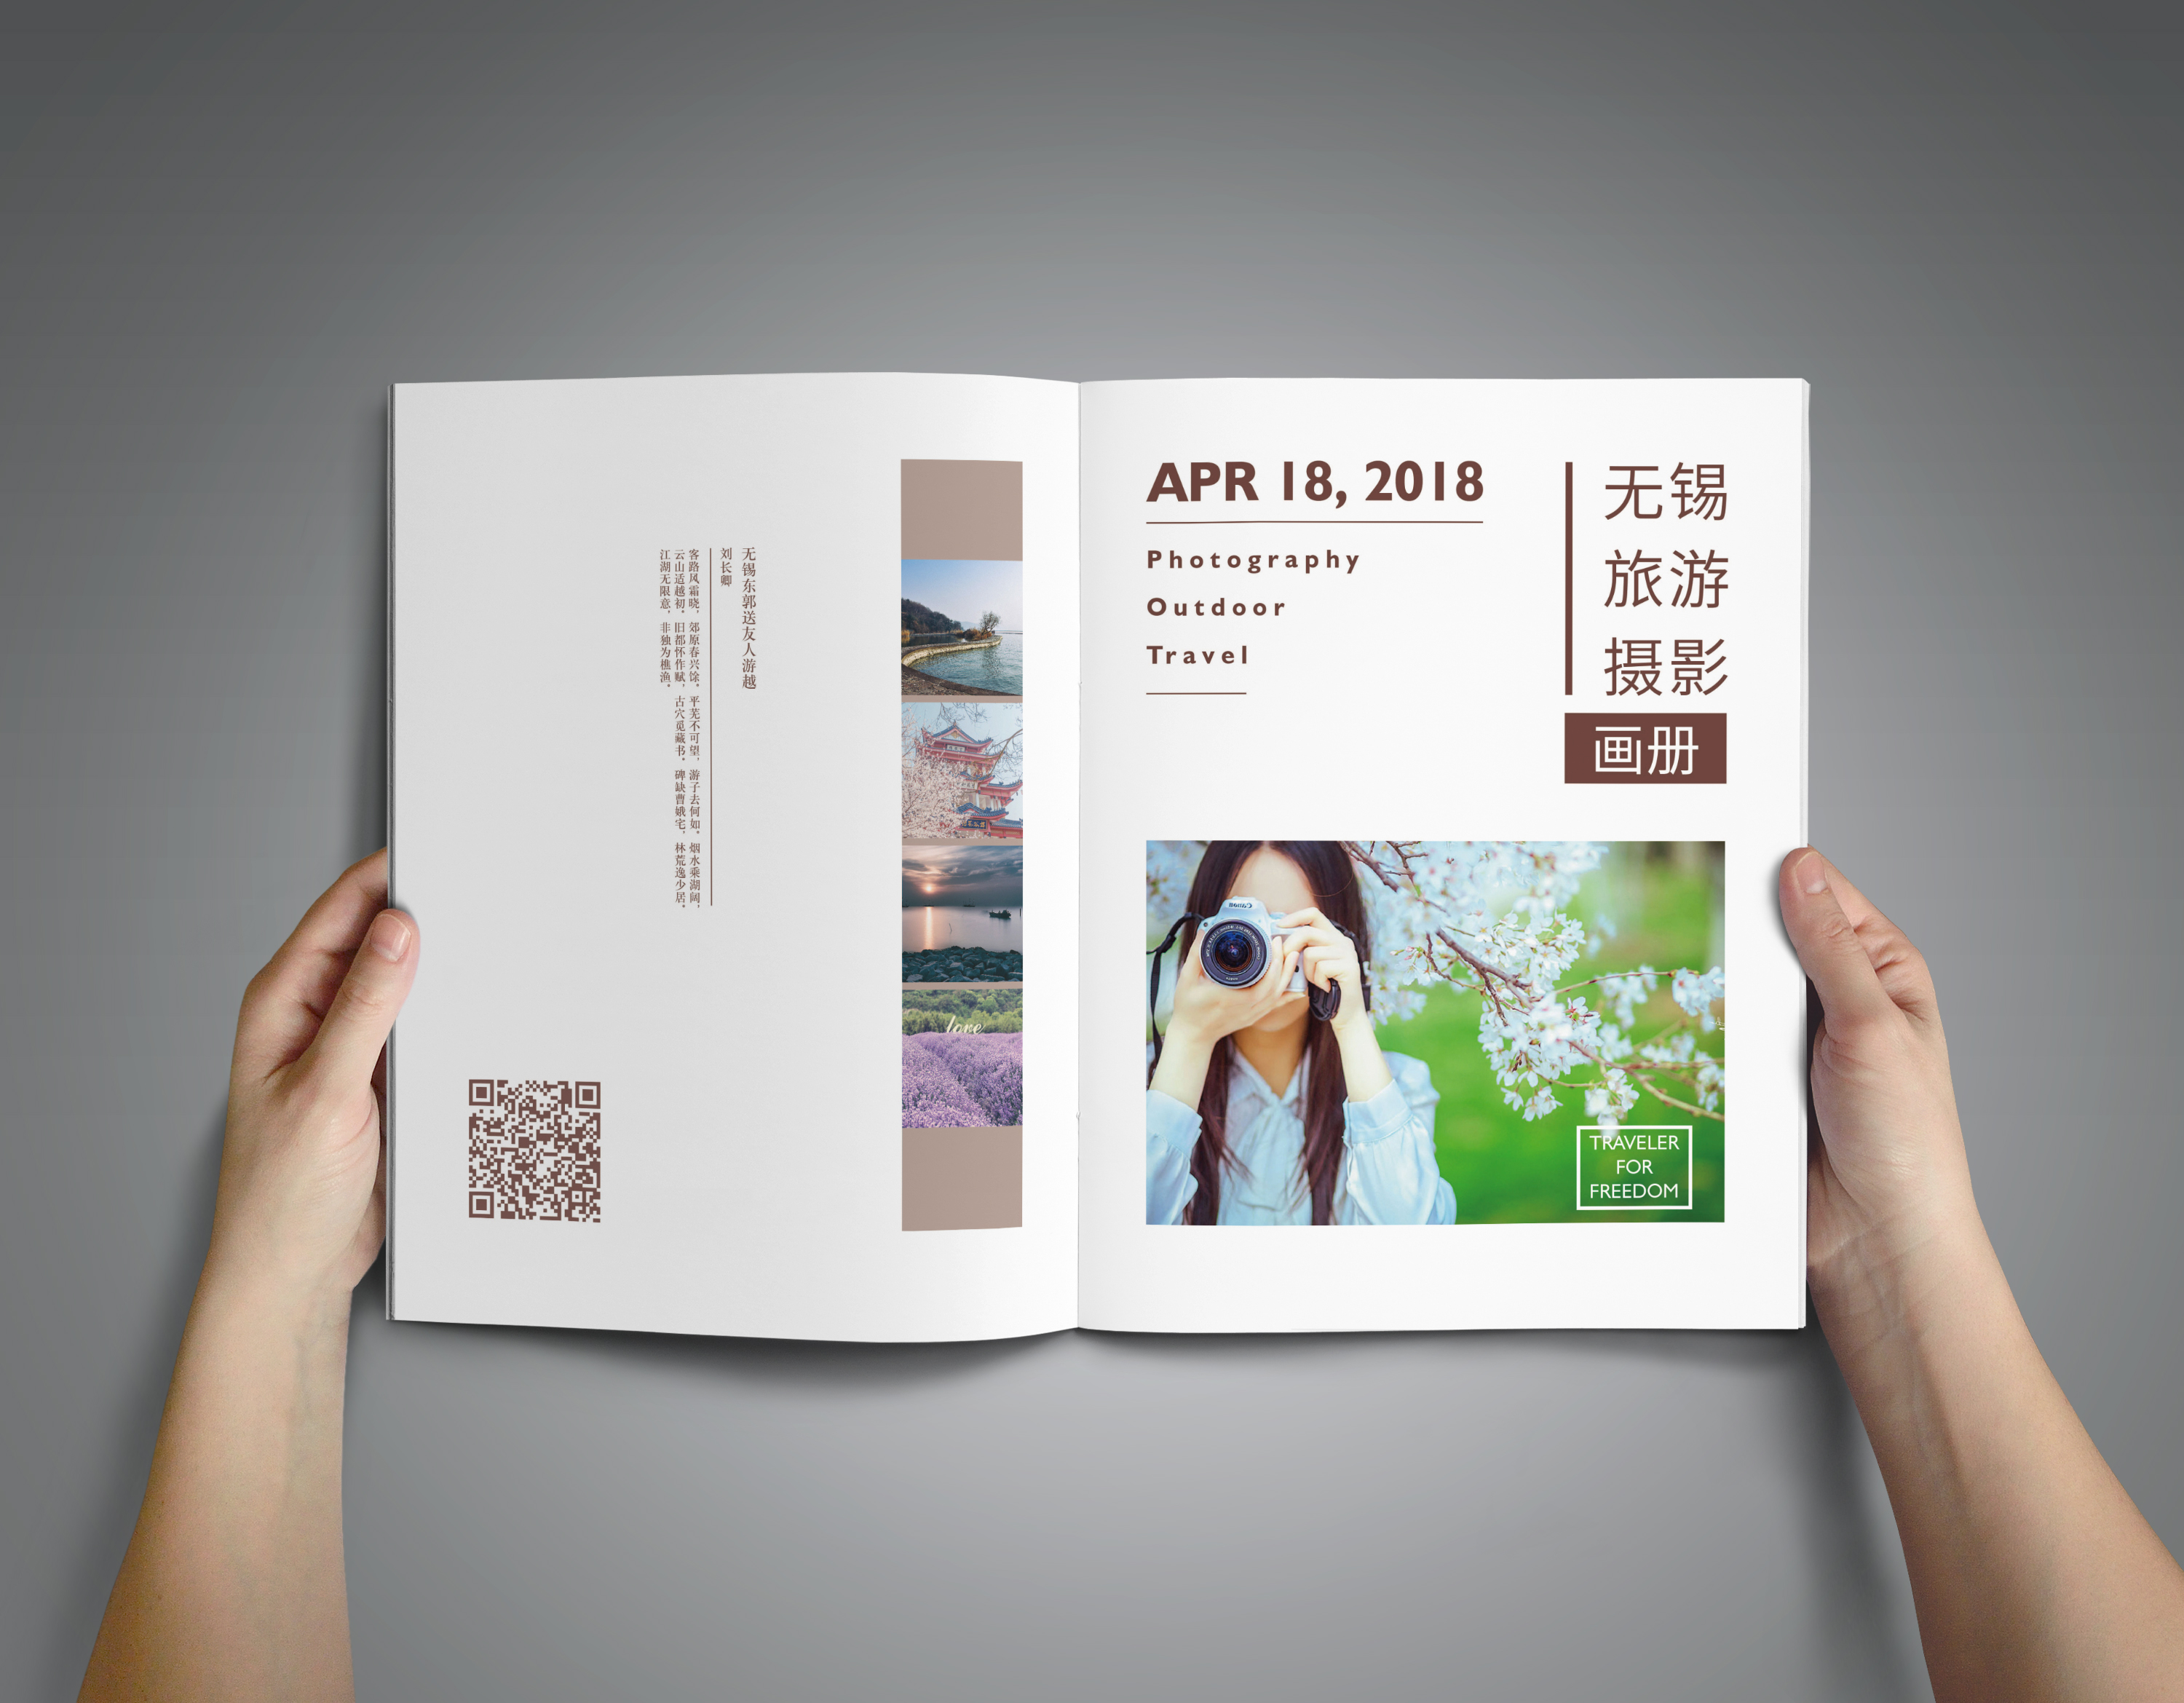 无锡东郭送友人游越
刘长卿
客路风霜晓，郊原春兴馀。平芜不可望，游子去何如。烟水乘湖阔，
云山适越初。旧都怀作赋，古穴觅藏书。碑缺曹娥宅，林荒逸少居。
江湖无限意，非独为樵渔。
love
APR 18, 2018
Photography
Outdoor
Travel
无锡
旅游
摄影
画册
Canon
TRAVELER
FOR
FREEDOM